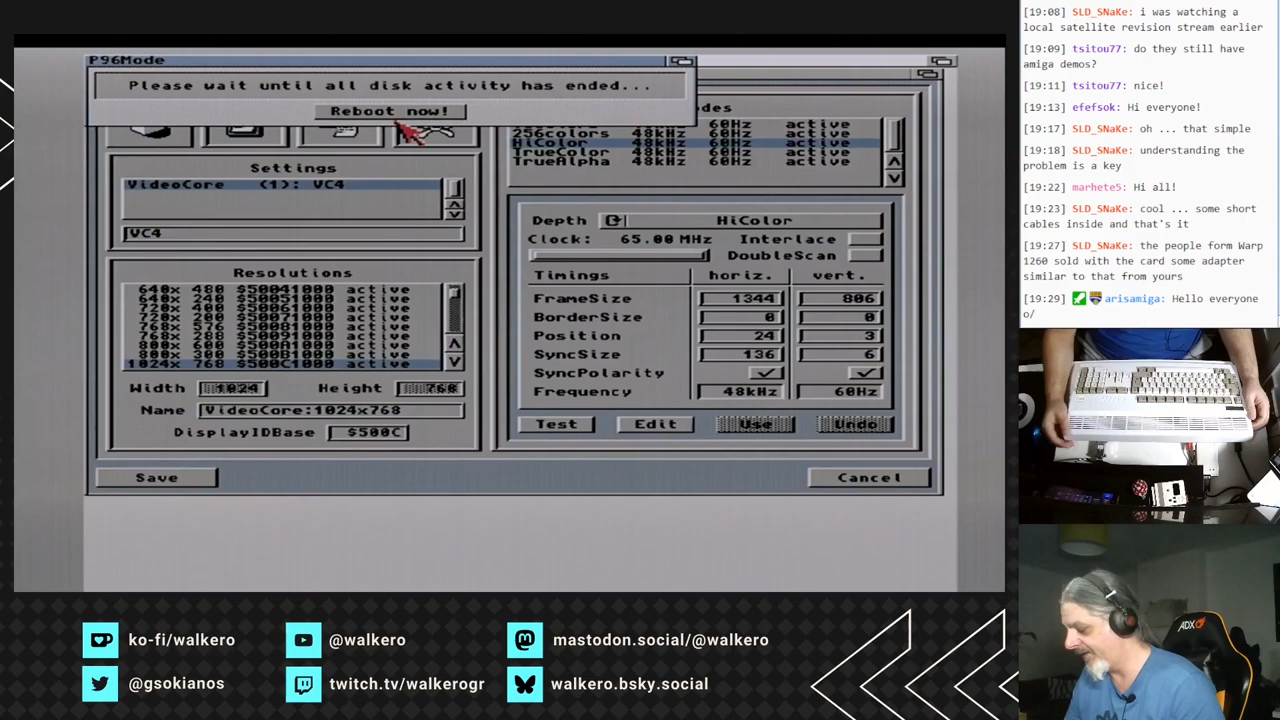 P96Mode
Please wait until all disk activity has ended...
Reboot now!
Settings
VideoCore (1): VC4
VC4
Resolutions
640x 480 $50041000 active
640x 240 $50051000 active
720x 400 $50061000 active
768x 576 $50081000 active
768x 288 $50091000 active
800x 600 $500A1000 active
800x 300 $500B1000 active
1024x 768 $500C1000 active
Width 1024 Height 768
Name VideoCore:1024x768
DisplayIDBase $500C
Save
odes
60Hz active
256colors 48kHz 60Hz active
HiColor 48kHz 60Hz active
TrueColor 48kHz 60Hz active
TrueAlpha 48kHz 60Hz active
Depth HiColor
Clock: 65.00 MHz Interlace
DoubleScan
Timings horiz. vert.
FrameSize 1344 806
BorderSize 0 0
Position 24 3
SyncSize 136 6
SyncPolarity
Frequency 48kHz 60Hz
Test Edit Use Undo
Cancel
[19:08] SLD_SNaKe: i was watching a
local satellite revision stream earlier
[19:09] tsitou77: do they still have
amiga demos?
[19:11] tsitou77: nice!
[19:13] efefsok: Hi everyone!
[19:17] SLD_SNaKe: oh ... that simple
[19:18] SLD_SNaKe: understanding the
problem is a key
[19:22] marhete5: Hi all!
[19:23] SLD_SNaKe: cool ... some short
cables inside and that's it
[19:27] SLD_SNaKe: the people form Warp
1260 sold with the card some adapter
similar to that from yours
[19:29] arisamiga: Hello everyone
o/
ADX
ko-fi/walkero
@walkero
mastodon.social/@walkero
@gsokianos
twitch.tv/walkerogr
walkero.bsky.social